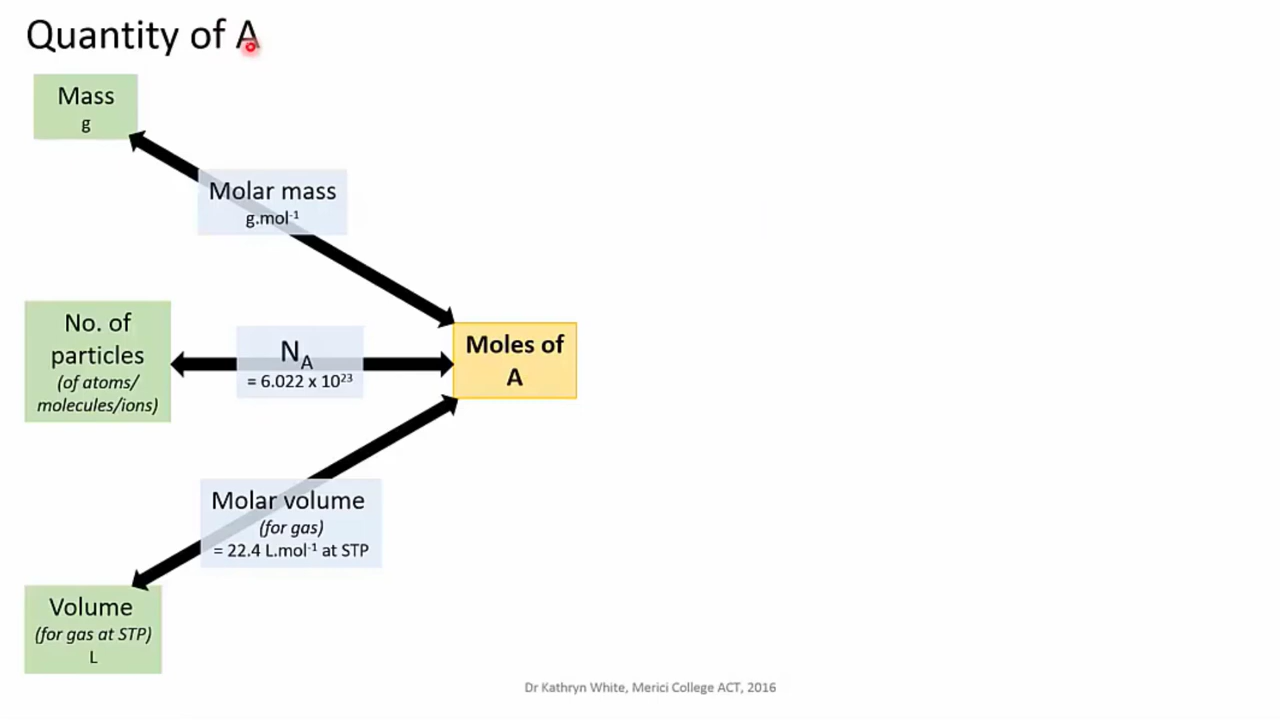 Quantity of A
Mass
g
Molar mass
g.mol⁻¹
No. of
particles
(of atoms/
molecules/ions)
N_A
= 6.022 x 10²³
Moles of
A
Molar volume
(for gas)
= 22.4 L.mol⁻¹ at STP
Volume
(for gas at STP)
L
Dr Kathryn White, Merici College ACT, 2016